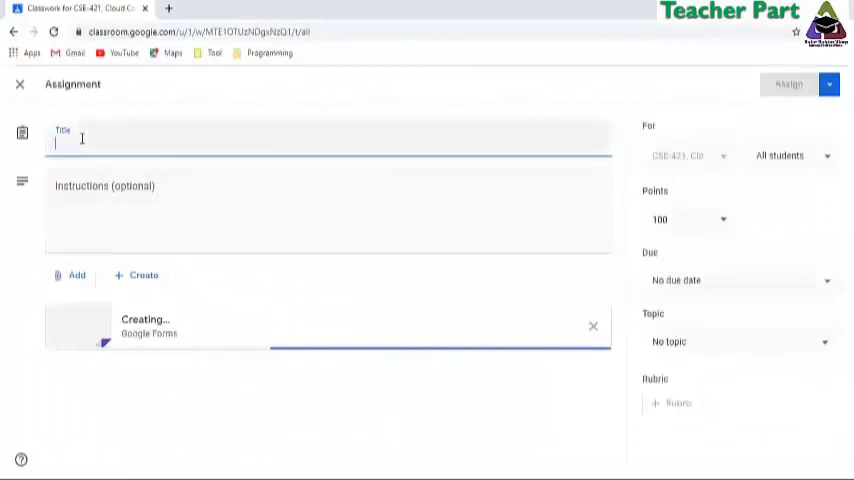 Teacher Part
Classwork for CSE-421, Cloud Co
classroom.google.com/u/1/w/MTE1OTUzNDgxNzQ1/t/all
Apps Gmail YouTube Maps Tool Programming
Assignment
Assign
Title
Instructions (optional)
Add
Create
Creating...
Google Forms
For
CSE-421, Clo
All students
Points
100
Due
No due date
Topic
No topic
Rubric
+ Rubric